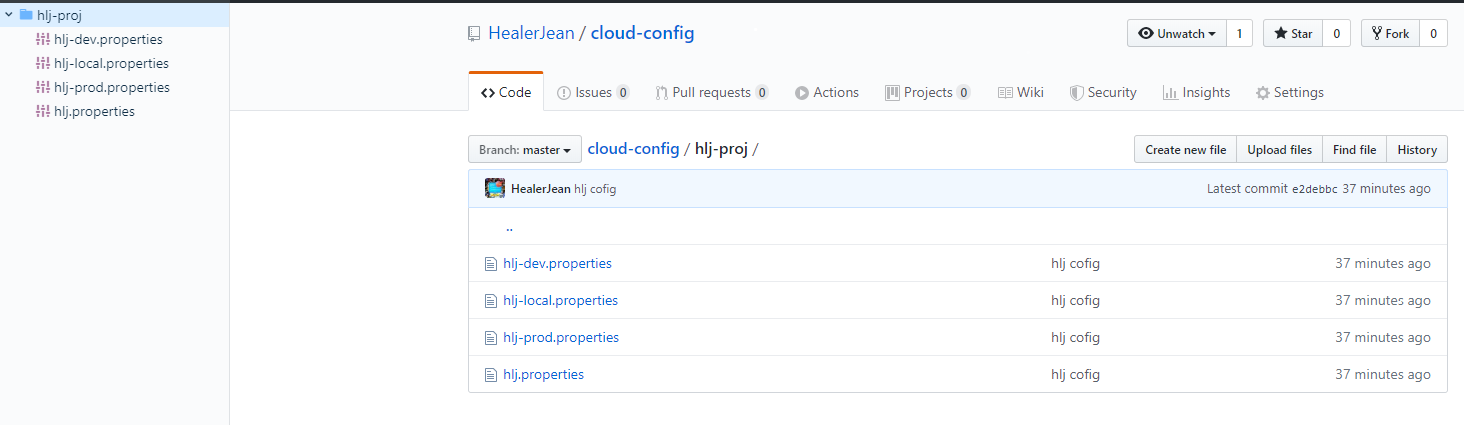 hlj-proj
hlj-dev.properties
hlj-local.properties
hlj-prod.properties
hlj.properties
HealerJean / cloud-config
Unwatch 1 Star 0 Fork 0
Code Issues 0 Pull requests 0 Actions Projects 0 Wiki Security Insights Settings
Branch: master cloud-config / hlj-proj / Create new file Upload files Find file History
HealerJean hlj cofig Latest commit e2debbc 37 minutes ago
..
hlj-dev.properties hlj cofig 37 minutes ago
hlj-local.properties hlj cofig 37 minutes ago
hlj-prod.properties hlj cofig 37 minutes ago
hlj.properties hlj cofig 37 minutes ago